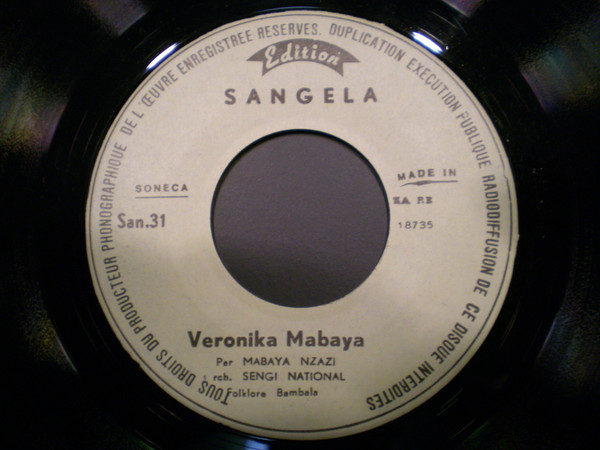 TOUS DROITS DU PRODUCTEUR PHONOGRAPHIQUE DE L'ŒUVRE ENREGISTREE RESERVES. DUPLICATION EXECUTION PUBLIQUE RADIODIFFUSION DE CE DISQUE INTERDITES
Edition
SANGELA
SONECA
San.31
MADE IN
ZA RE
18735
Veronika Mabaya
Par MABAYA NZAZI
rch. SENGI NATIONAL
Folklore Bambala